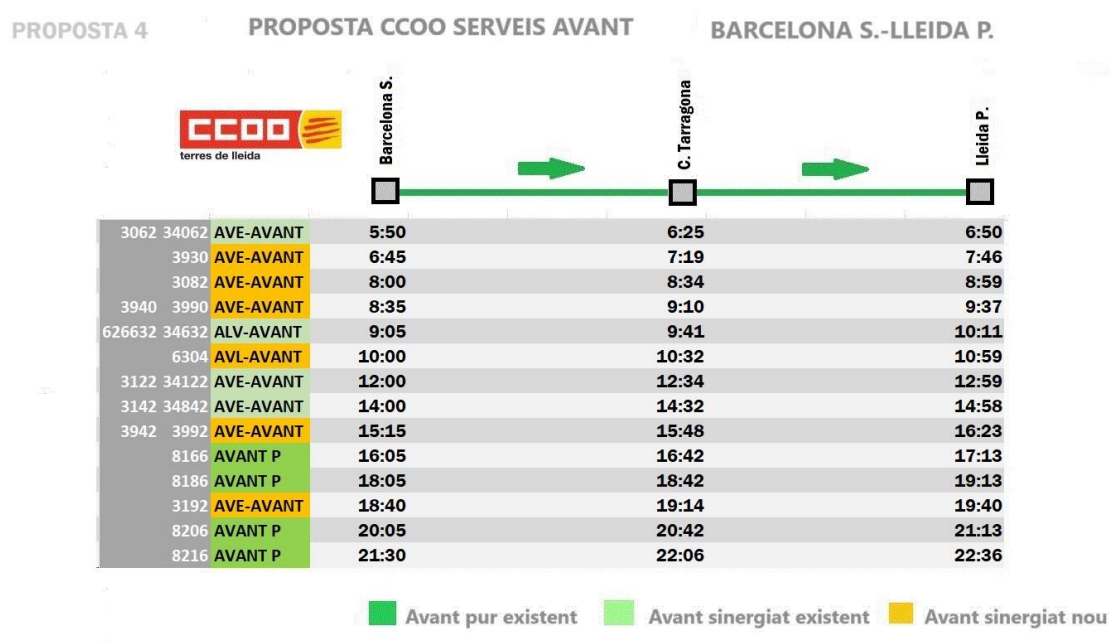 PROPOSTA 4 PROPOSTA CCOO SERVEIS AVANT BARCELONA S.-LLEIDA P.
CCOO
terres de lleida
Barcelona S. C. Tarragona Lleida P.
3062 34062 AVE-AVANT 5:50 6:25 6:50
3930 AVE-AVANT 6:45 7:19 7:46
3082 AVE-AVANT 8:00 8:34 8:59
3940 3990 AVE-AVANT 8:35 9:10 9:37
626632 34632 ALV-AVANT 9:05 9:41 10:11
6304 AVL-AVANT 10:00 10:32 10:59
3122 34122 AVE-AVANT 12:00 12:34 12:59
3142 34842 AVE-AVANT 14:00 14:32 14:58
3942 3992 AVE-AVANT 15:15 15:48 16:23
8166 AVANT P 16:05 16:42 17:13
8186 AVANT P 18:05 18:42 19:13
3192 AVE-AVANT 18:40 19:14 19:40
8206 AVANT P 20:05 20:42 21:13
8216 AVANT P 21:30 22:06 22:36
Avant pur existent Avant sinergiat existent Avant sinergiat nou